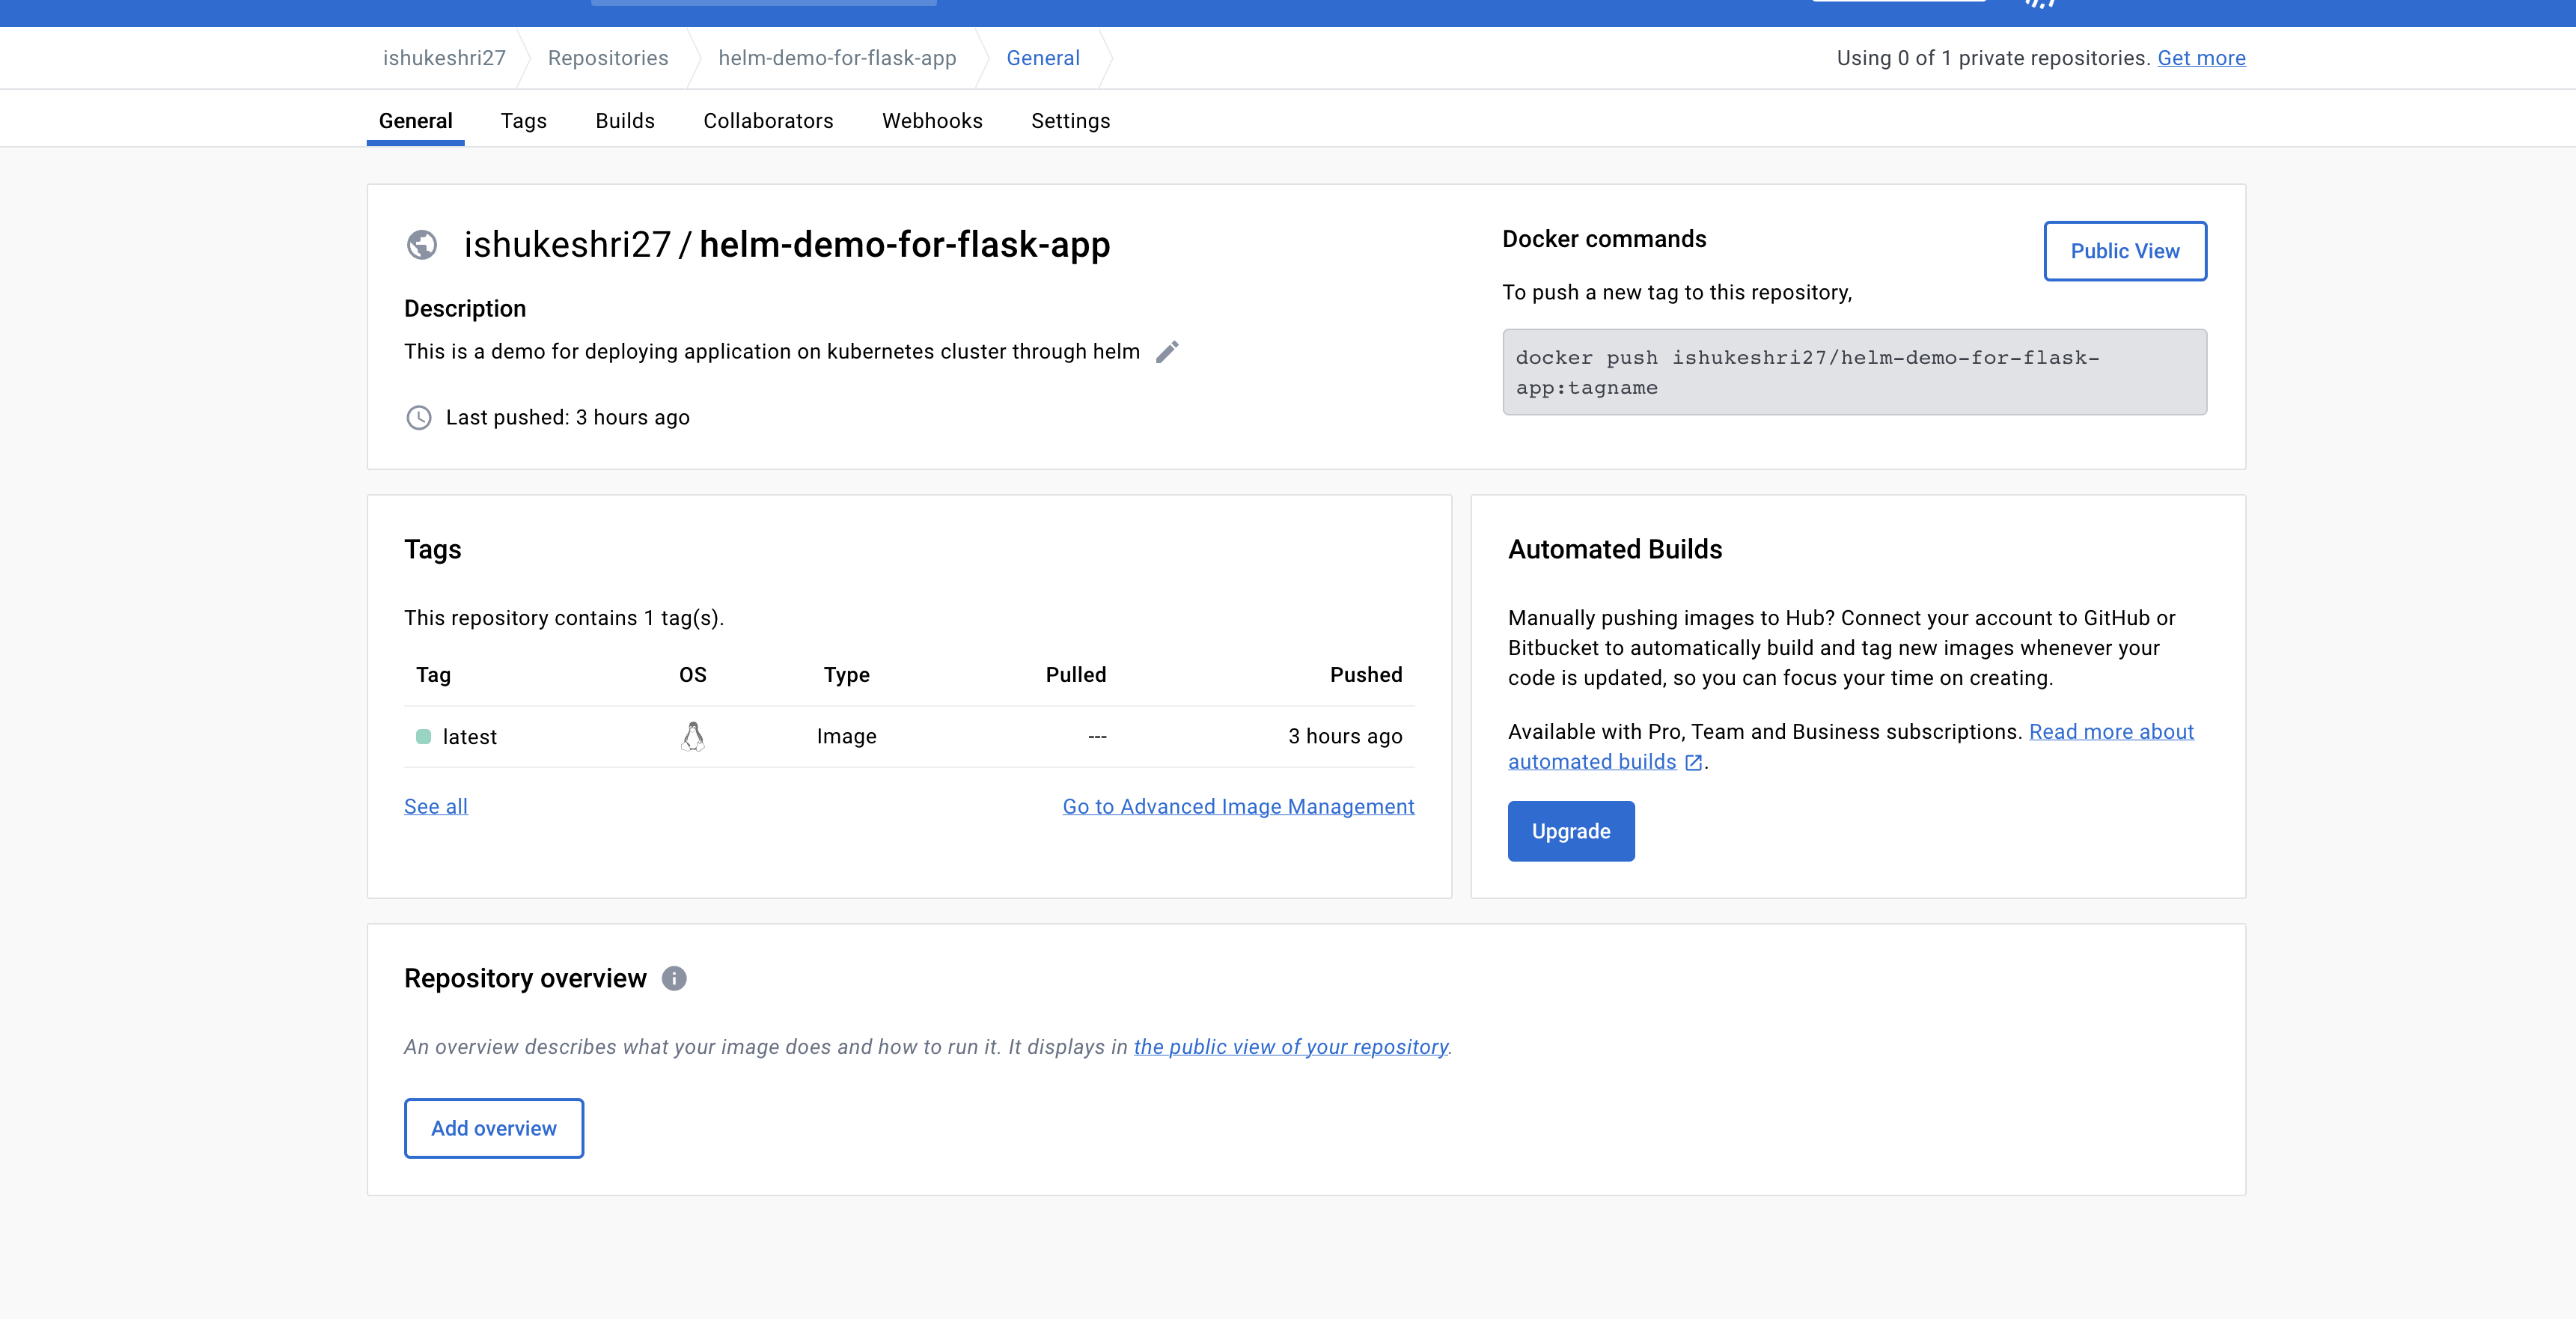 ishukeshri27 Repositories helm-demo-for-flask-app General Using 0 of 1 private repositories. Get more
General Tags Builds Collaborators Webhooks Settings
ishukeshri27 / helm-demo-for-flask-app
Description
This is a demo for deploying application on kubernetes cluster through helm
Last pushed: 3 hours ago
Docker commands
Public View
To push a new tag to this repository,
docker push ishukeshri27/helm-demo-for-flask-
app:tagname
Tags
This repository contains 1 tag(s).
Tag OS Type Pulled Pushed
latest Image --- 3 hours ago
See all Go to Advanced Image Management
Automated Builds
Manually pushing images to Hub? Connect your account to GitHub or
Bitbucket to automatically build and tag new images whenever your
code is updated, so you can focus your time on creating.
Available with Pro, Team and Business subscriptions. Read more about
automated builds .
Upgrade
Repository overview
An overview describes what your image does and how to run it. It displays in the public view of your repository.
Add overview